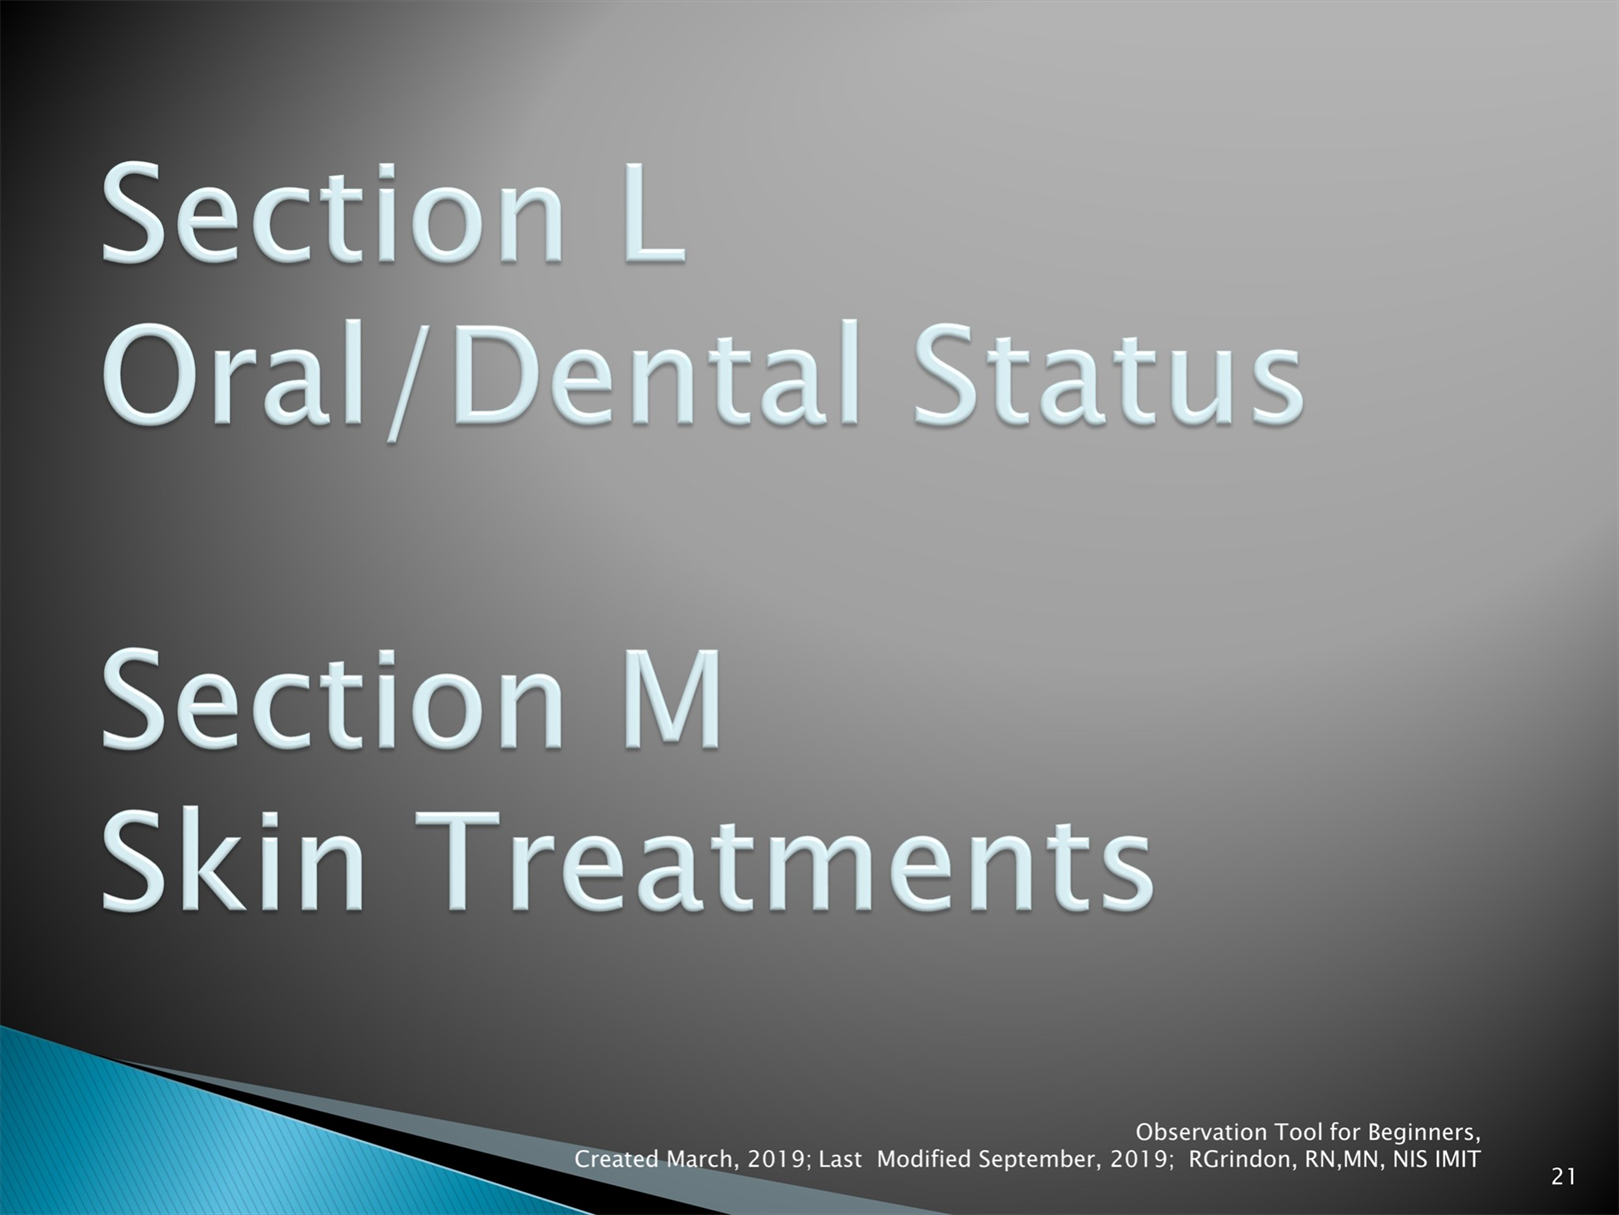 Section L
Oral/Dental Status
Section M
Skin Treatments
Observation Tool for Beginners,
Created March, 2019; Last  Modified September, 2019;  RGrindon, RN,MN, NIS IMIT
21